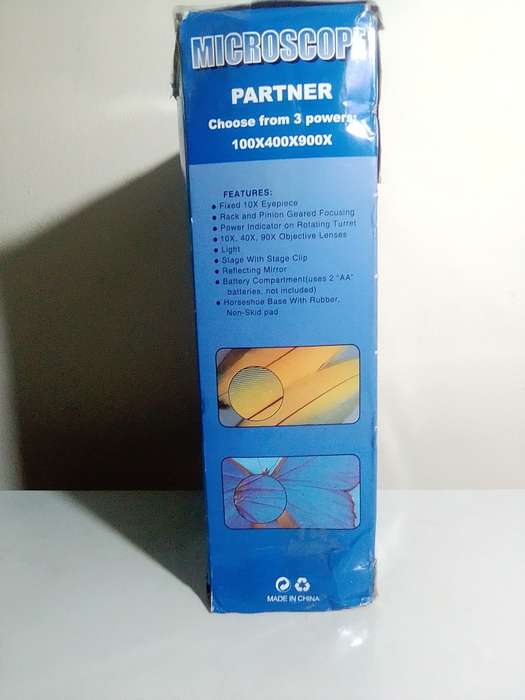 MICROSCOPE
PARTNER
Choose from 3 powers:
100X400X900X
FEATURES:
• Fixed 10X Eyepiece
• Rack and Pinion Geared Focusing
• Power Indicator on Rotating Turret
• 10X, 40X, 90X Objective Lenses
• Light
• Stage With Stage Clip
• Reflecting Mirror
• Battery Compartment(uses 2 "AA"
batteries, not included)
• Horseshoe Base With Rubber,
Non-Skid pad
MADE IN CHINA